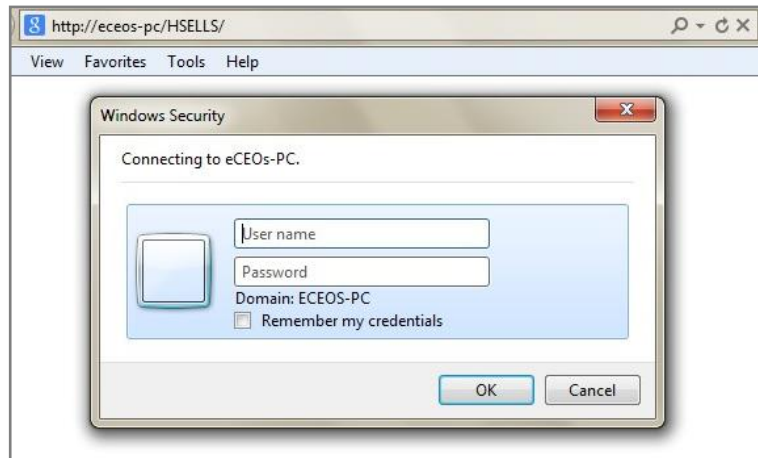 http://eceos-pc/HSELLS/
View Favorites Tools Help
Windows Security
Connecting to eCEOs-PC.
User name
Password
Domain: ECEOS-PC
Remember my credentials
OK Cancel